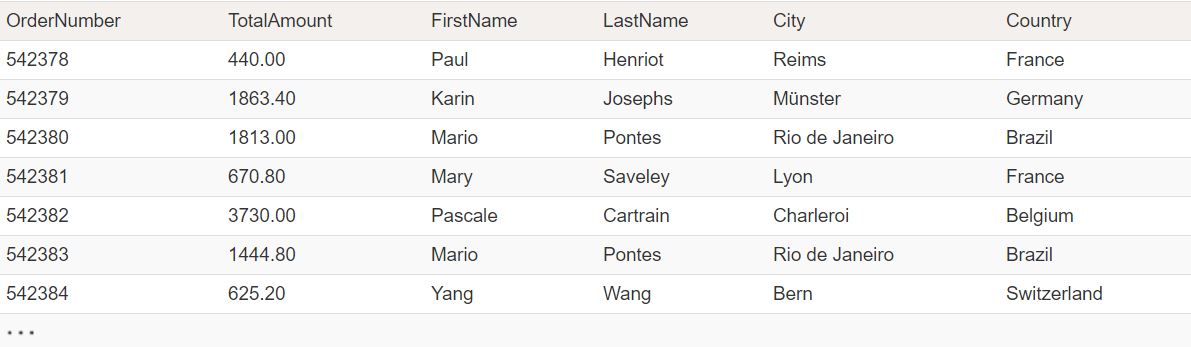 OrderNumber TotalAmount FirstName LastName City Country
542378 440.00 Paul Henriot Reims France
542379 1863.40 Karin Josephs Münster Germany
542380 1813.00 Mario Pontes Rio de Janeiro Brazil
542381 670.80 Mary Saveley Lyon France
542382 3730.00 Pascale Cartrain Charleroi Belgium
542383 1444.80 Mario Pontes Rio de Janeiro Brazil
542384 625.20 Yang Wang Bern Switzerland
• • •